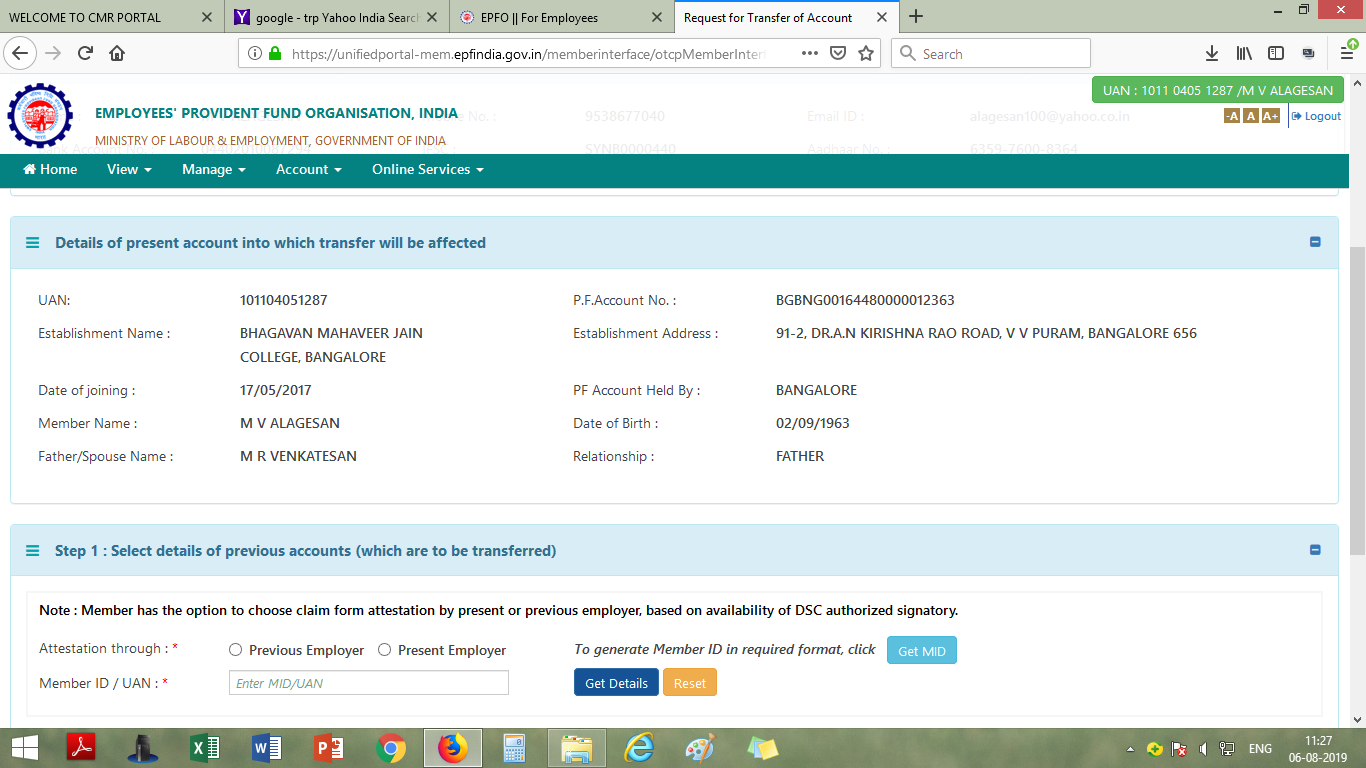 WELCOME TO CMR PORTAL
google - trp Yahoo India Search
EPFO || For Employees
Request for Transfer of Account
https://unifiedportal-mem.epfindia.gov.in/memberinterface/otcpMemberInterf
Search
UAN : 1011 0405 1287 /M V ALAGESAN
EMPLOYEES' PROVIDENT FUND ORGANISATION, INDIA
No. : 9538677040 Email ID : alagesan100@yahoo.co.in
-A A A+ Logout
MINISTRY OF LABOUR & EMPLOYMENT, GOVERNMENT OF INDIA
SYNB0000440 Aadhaar No. : 6359-7600-8364
Home View Manage Account Online Services
Details of present account into which transfer will be affected
UAN: 101104051287 P.F.Account No. : BGBNG00164480000012363
Establishment Name : BHAGAVAN MAHAVEER JAIN Establishment Address : 91-2, DR.A.N KIRISHNA RAO ROAD, V V PURAM, BANGALORE 656
COLLEGE, BANGALORE
Date of joining : 17/05/2017 PF Account Held By : BANGALORE
Member Name : M V ALAGESAN Date of Birth : 02/09/1963
Father/Spouse Name : M R VENKATESAN Relationship : FATHER
Step 1 : Select details of previous accounts (which are to be transferred)
Note : Member has the option to choose claim form attestation by present or previous employer, based on availability of DSC authorized signatory.
Attestation through : * Previous Employer Present Employer To generate Member ID in required format, click Get MID
Member ID / UAN : * Enter MID/UAN Get Details Reset
ENG
11:27
06-08-2019